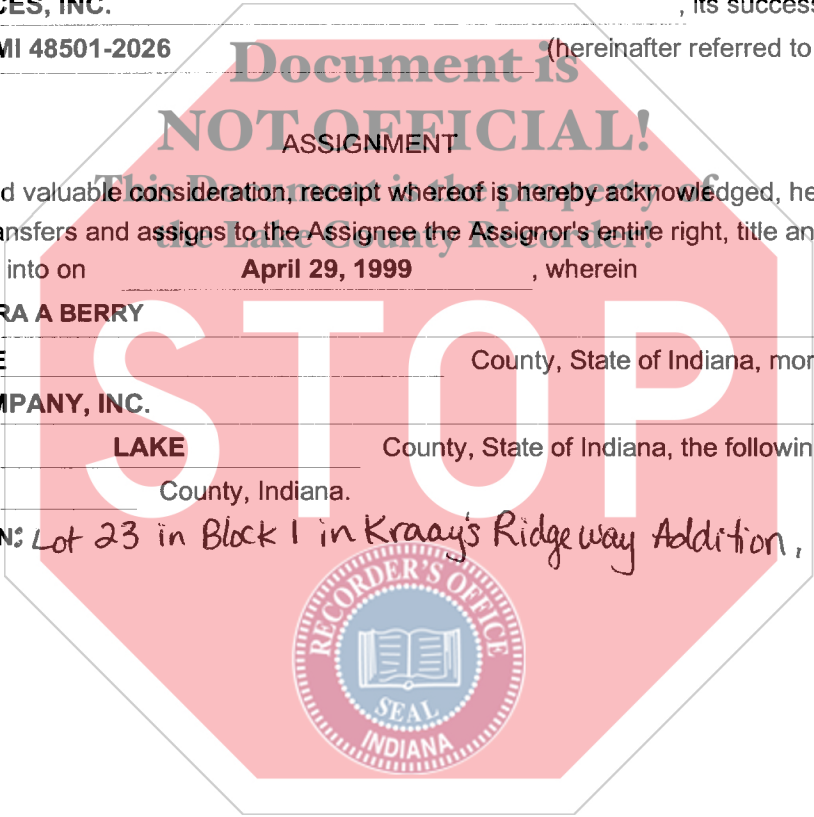 CES, INC. , its success
MI 48501-2026 (hereinafter referred to
Document is
NOT OFFICIAL!
ASSIGNMENT
This Document is the property of
the Lake County Recorder!
d valuable consideration, receipt whereof is hereby acknowledged, he
ansfers and assigns to the Assignee the Assignor's entire right, title an
into on April 29, 1999 , wherein
RA A BERRY
E County, State of Indiana, mor
MPANY, INC.
LAKE County, State of Indiana, the followin
County, Indiana.
N: Lot 23 in Block 1 in Kraay's Ridgeway Addition,
STOP
RECORDER'S OFFICE
SEAL
INDIANA